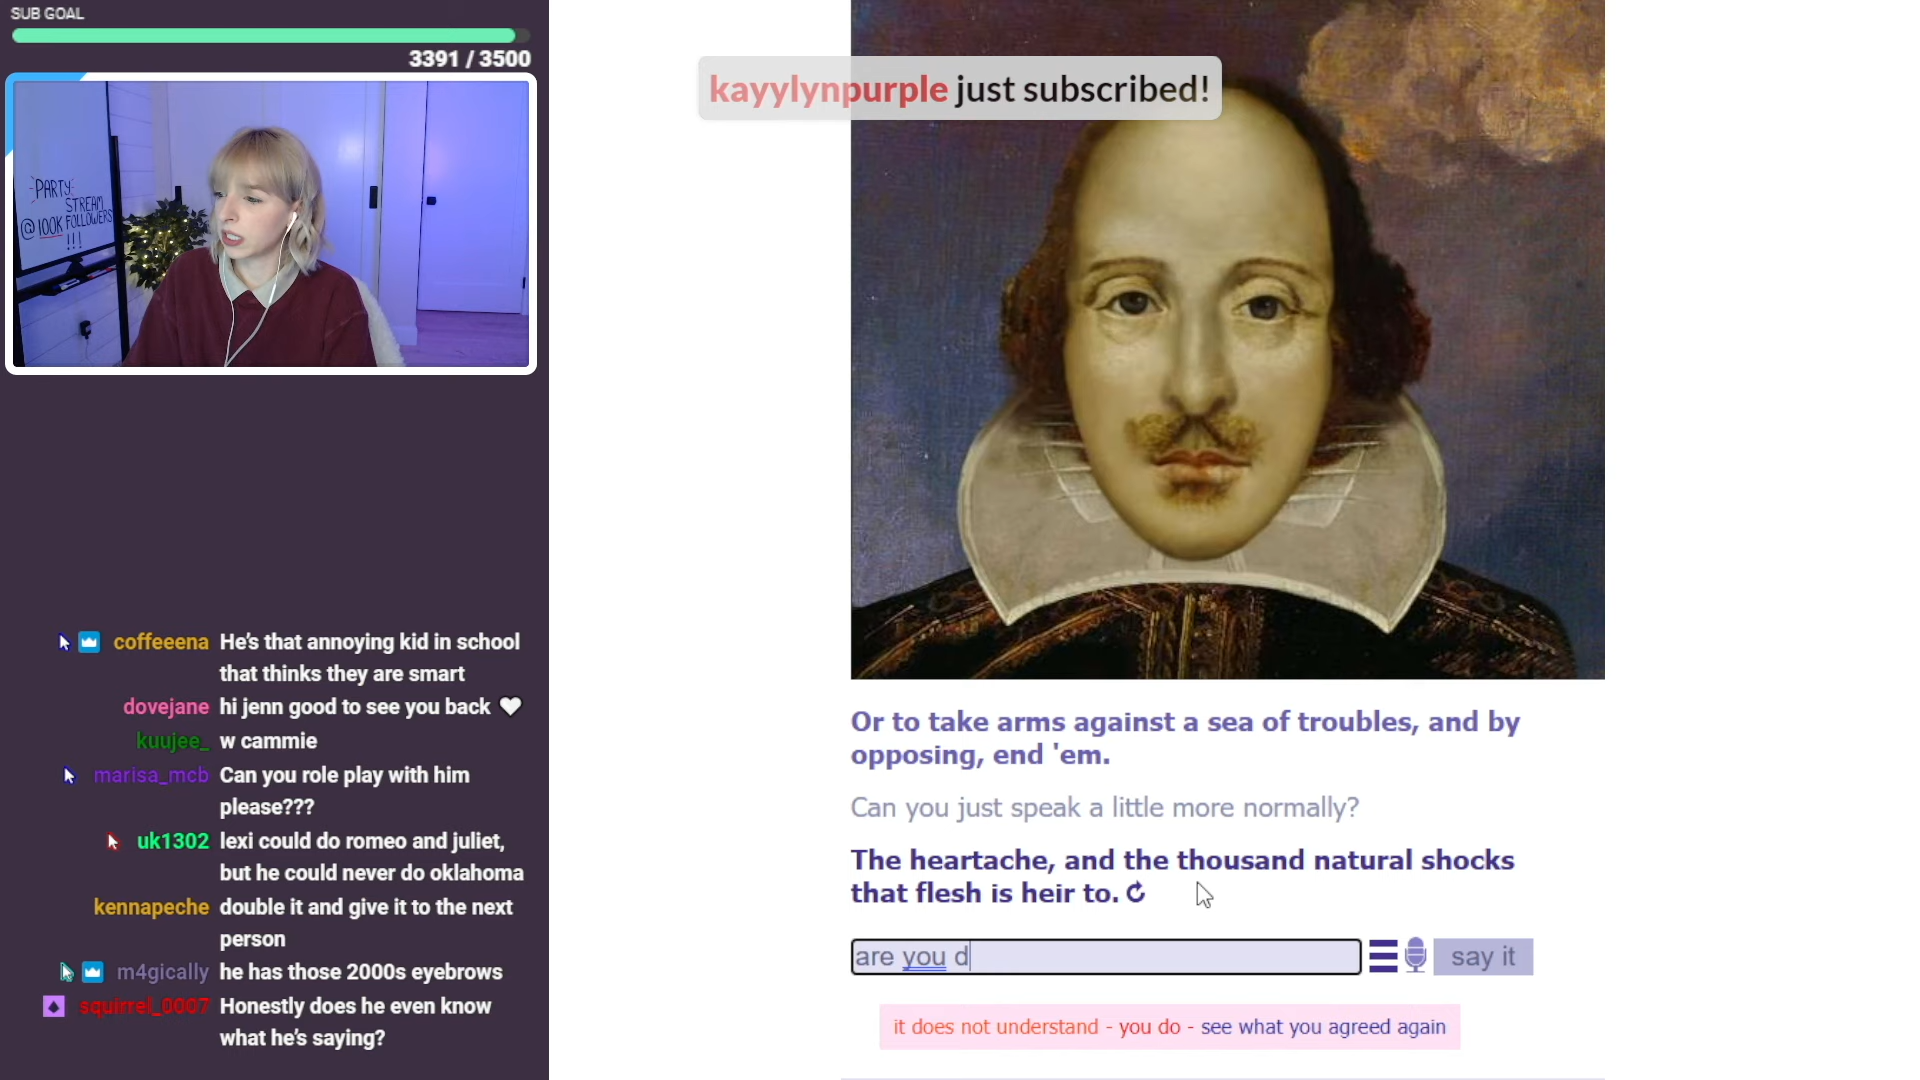 SUB GOAL
3391 / 3500
PARTY
STREAM
@100K FOLLOWERS
!!!
coffeeena He's that annoying kid in school
that thinks they are smart
dovejane hi jenn good to see you back
kuujee_ w cammie
marisa_mcb Can you role play with him
please???
uk1302 lexi could do romeo and juliet,
but he could never do oklahoma
kennapeche double it and give it to the next
person
m4gically he has those 2000s eyebrows
squirrel_0007 Honestly does he even know
what he's saying?
kayylynpurple just subscribed!
Or to take arms against a sea of troubles, and by
opposing, end 'em.
Can you just speak a little more normally?
The heartache, and the thousand natural shocks
that flesh is heir to.
are you d
say it
it does not understand - you do - see what you agreed again